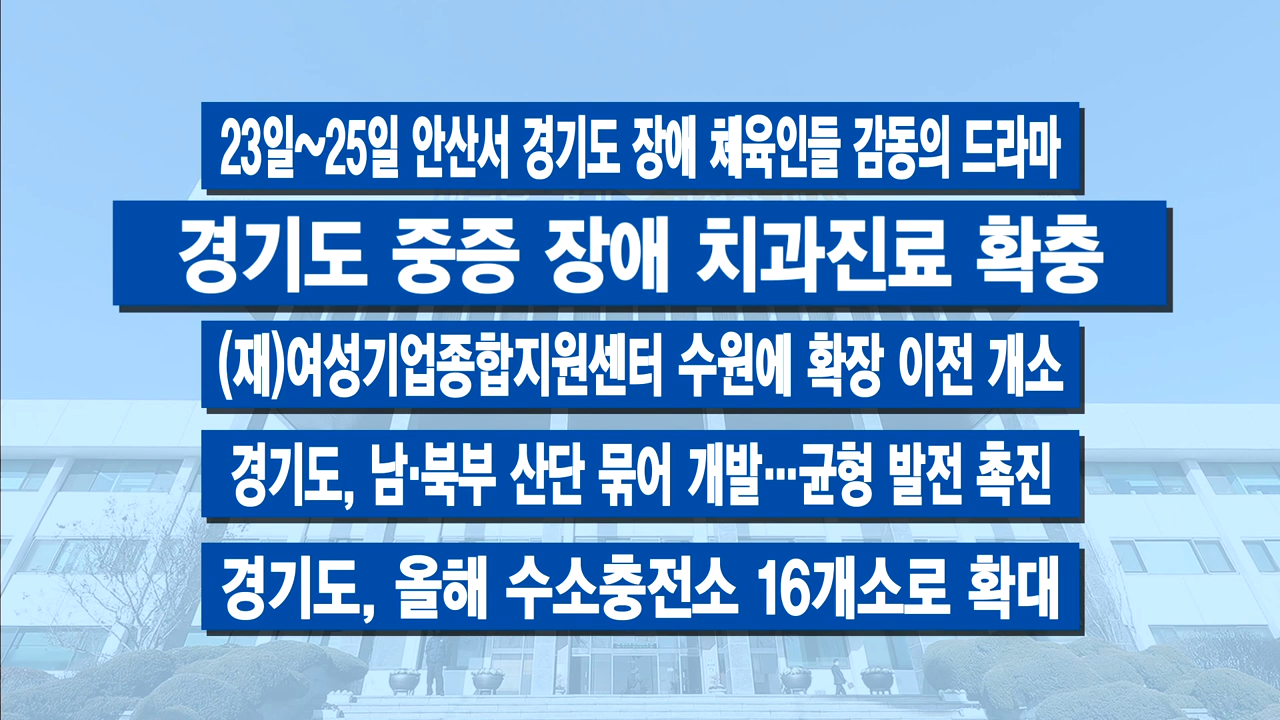 23일~25일 안산서 경기도 장애 체육인들 감동의 드라마
경기도 중증 장애 치과진료 확충
(재)여성기업종합지원센터 수원에 확장 이전 개소
경기도, 남·북부 산단 묶어 개발…균형 발전 촉진
경기도, 올해 수소충전소 16개소로 확대